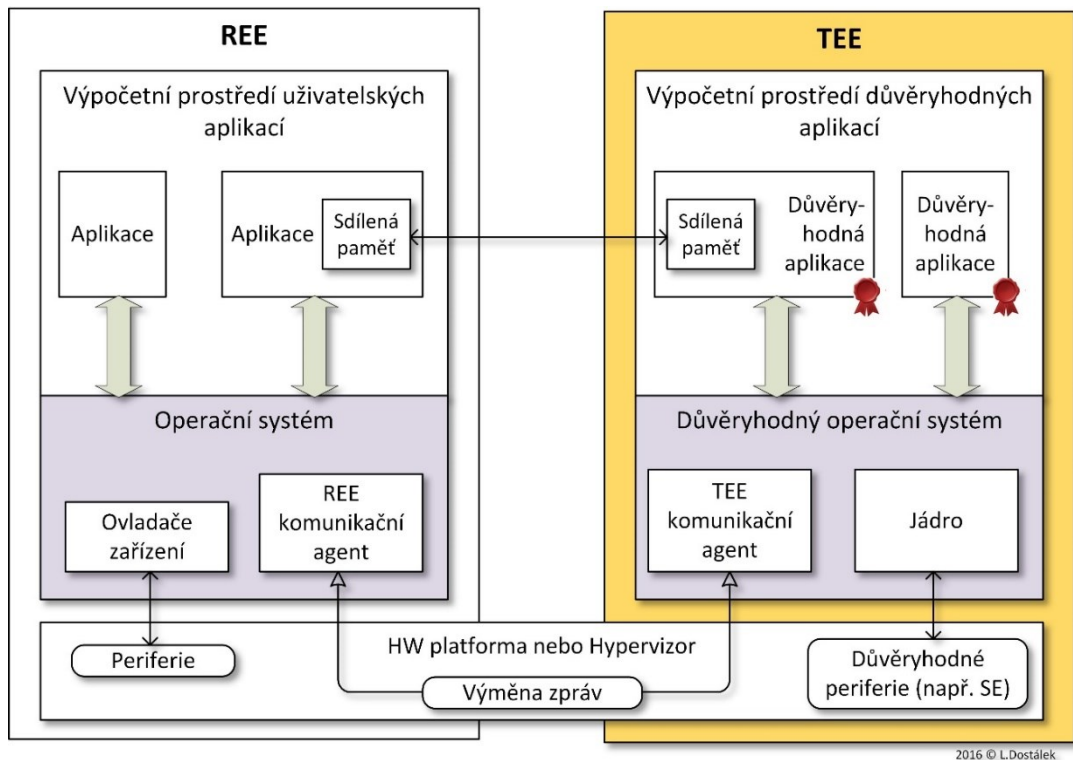 REE
Výpočetní prostředí uživatelských
aplikací
Aplikace
Aplikace
Sdílená
paměť
Operační systém
Ovladače
zařízení
REE
komunikační
agent
TEE
Výpočetní prostředí důvěryhodných
aplikací
Sdílená
paměť
Důvěry-
hodná
aplikace
Důvěry-
hodná
aplikace
Důvěryhodný operační systém
TEE
komunikační
agent
Jádro
HW platforma nebo Hypervizor
Periferie
Výměna zpráv
Důvěryhodné
periferie (např. SE)
2016 © L.Dostálek